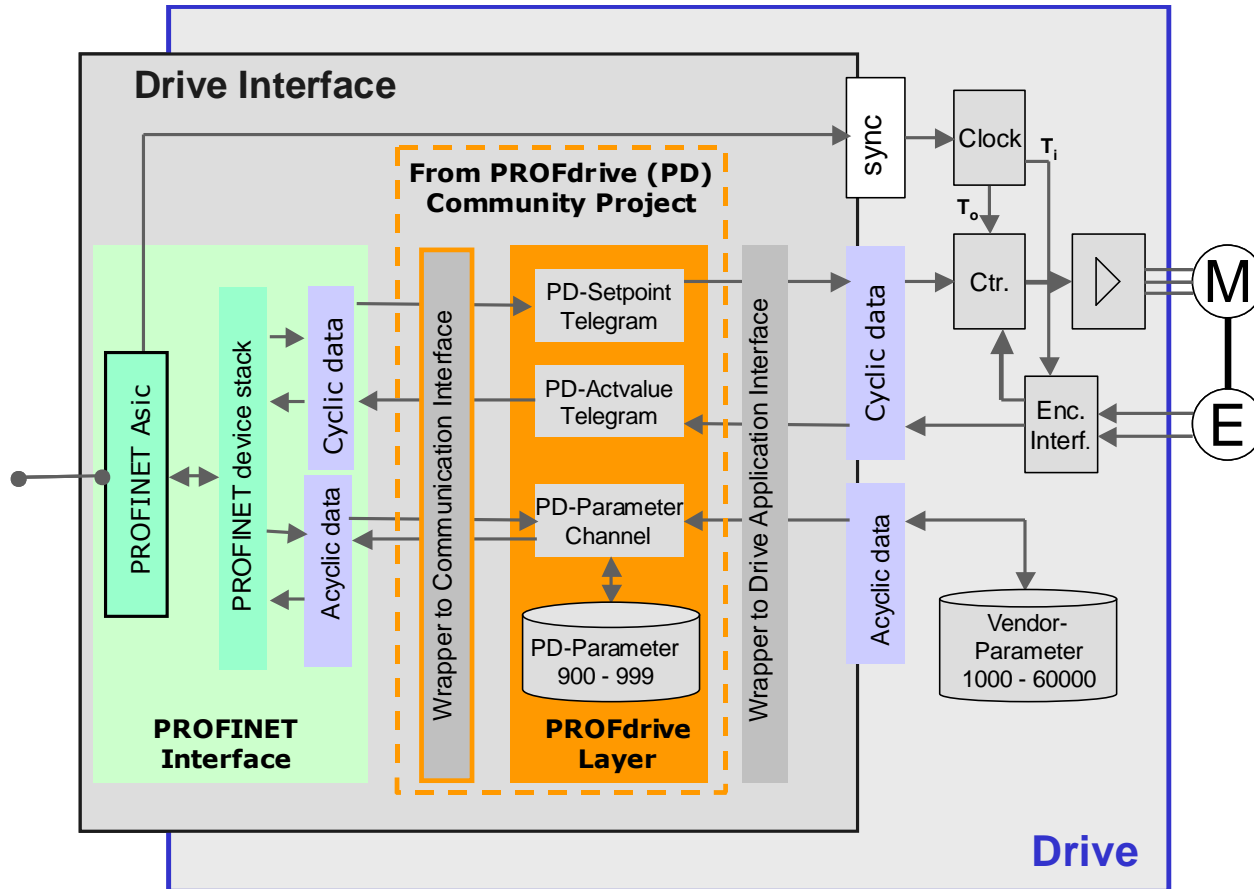 Drive Interface
From PROFdrive (PD)
Community Project
sync
Clock
Ti
To
PROFINET Asic
PROFINET device stack
Cyclic data
Acyclic data
PROFINET
Interface
Wrapper to Communication Interface
PD-Setpoint
Telegram
PD-Actvalue
Telegram
PD-Parameter
Channel
PD-Parameter
900 - 999
PROFdrive
Layer
Wrapper to Drive Application Interface
Cyclic data
Acyclic data
Ctr.
Enc.
Interf.
M
E
Vendor-
Parameter
1000 - 60000
Drive